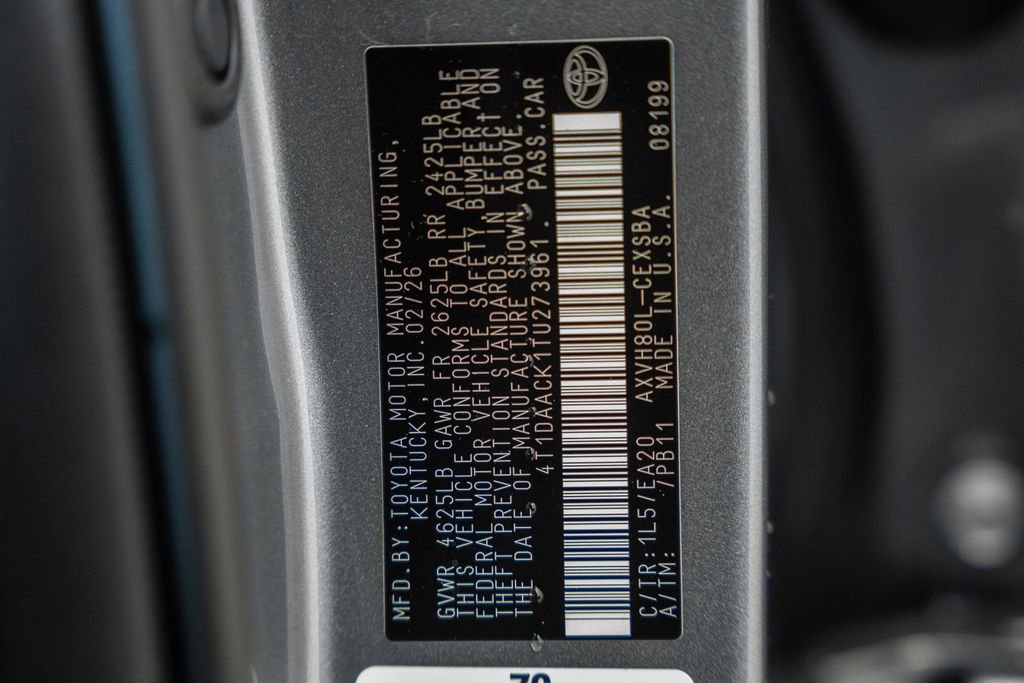 MFD.BY:TOYOTA MOTOR MANUFACTURING,
KENTUCKY, INC.02/26
GVWR 4625LB GAWR FR 2625LB RR 2425LB
THIS VEHICLE CONFORMS TO ALL APPLICABLE
FEDERAL MOTOR VEHICLE SAFETY, BUMPER AND
THEFT PREVENTION STANDARDS IN EFFECT ON
THE DATE OF MANUFACTURE SHOWN ABOVE.
4T1DAACK1TU273961 . PASS.CAR
C/TR:1L5/EA20 AXVH80L-CEXSBA 08199
A/TM: /PB11 MADE IN U.S.A.